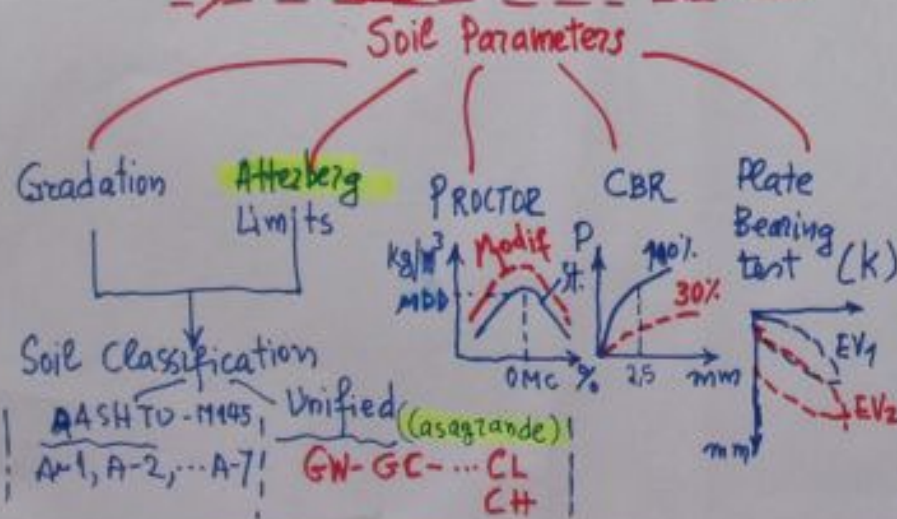 Soil Parameters
Gradation
Atterberg
Limits
PROCTOR
CBR
Plate
Bearing
test (K)
kg/m³
Modif
MDD
St.
OMC %
P
100%
30%
2,5 mm
EV1
EV2
mm
Soil Classification
AASHTO-M145
A-1, A-2, ... A-7
Unified (Casagrande)
GW- GC- ... CL
CH